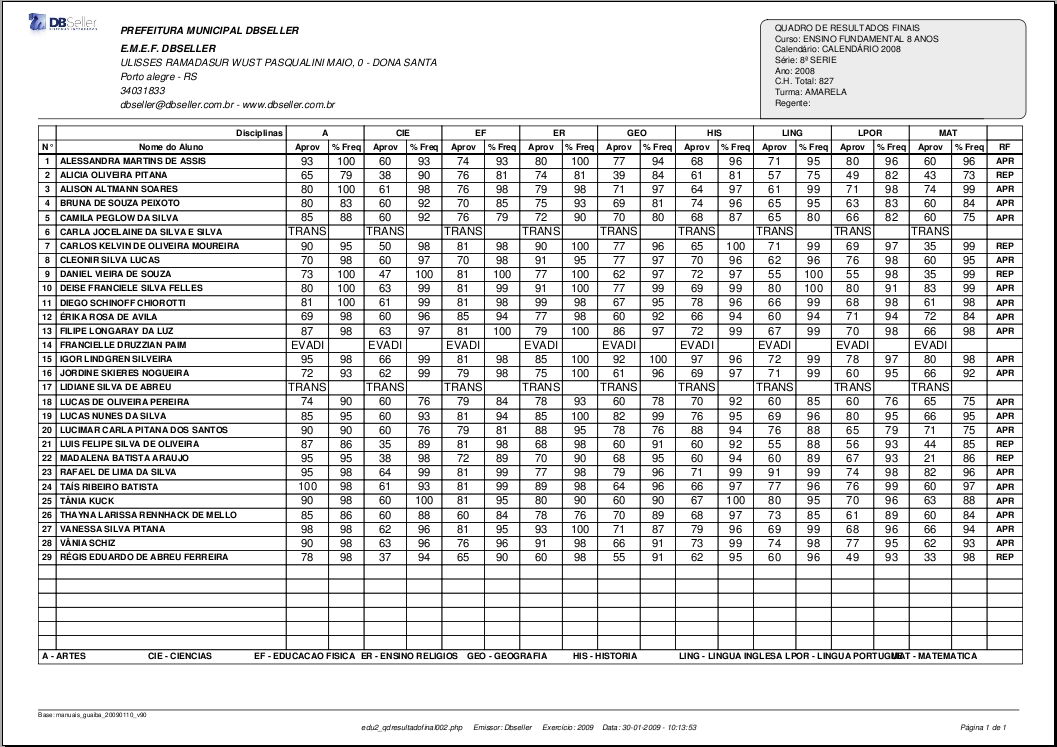 DBSeller
PREFEITURA MUNICIPAL DBSELLER
E.M.E.F. DBSELLER
ULISSES RAMADASUR WUST PASQUALINI MAIO, 0 - DONA SANTA
Porto alegre - RS
34031833
dbseller@dbseller.com.br - www.dbseller.com.br
QUADRO DE RESULTADOS FINAIS
Curso: ENSINO FUNDAMENTAL 8 ANOS
Calendário: CALENDÁRIO 2008
Série: 8ª SERIE
Ano: 2008
C.H. Total: 827
Turma: AMARELA
Regente:
Disciplinas A CIE EF ER GEO HIS LING LPOR MAT
N° Nome do Aluno Aprov % Freq Aprov % Freq Aprov % Freq Aprov % Freq Aprov % Freq Aprov % Freq Aprov % Freq Aprov % Freq Aprov % Freq RF
1 ALESSANDRA MARTINS DE ASSIS 93 100 60 93 74 93 80 100 77 94 68 96 71 95 80 96 60 96 APR
2 ALICIA OLIVEIRA PITANA 65 79 38 90 76 81 74 81 39 84 61 81 57 75 49 82 43 73 REP
3 ALISON ALTMANN SOARES 80 100 61 98 76 98 79 98 71 97 64 97 61 99 71 98 74 99 APR
4 BRUNA DE SOUZA PEIXOTO 80 83 60 92 70 85 75 93 69 81 74 96 65 95 63 83 60 84 APR
5 CAMILA PEGLOW DA SILVA 85 88 60 92 76 79 72 90 70 80 68 87 65 80 66 82 60 75 APR
6 CARLA JOCELAINE DA SILVA E SILVA TRANS TRANS TRANS TRANS TRANS TRANS TRANS TRANS TRANS
7 CARLOS KELVIN DE OLIVEIRA MOUREIRA 90 95 50 98 81 98 90 100 77 96 65 100 71 99 69 97 35 99 REP
8 CLEONIR SILVA LUCAS 70 98 60 97 70 98 91 95 77 97 70 96 62 96 76 98 60 95 APR
9 DANIEL VIEIRA DE SOUZA 73 100 47 100 81 100 77 100 62 97 72 97 55 100 55 98 35 99 REP
10 DEISE FRANCIELE SILVA FELLES 80 100 63 99 81 99 91 100 77 99 69 99 80 100 80 91 83 99 APR
11 DIEGO SCHINOFF CHIOROTTI 81 100 61 99 81 98 99 98 67 95 78 96 66 99 68 98 61 98 APR
12 ÉRIKA ROSA DE AVILA 69 98 60 96 85 94 77 98 60 92 66 94 60 94 71 94 72 84 APR
13 FILIPE LONGARAY DA LUZ 87 98 63 97 81 100 79 100 86 97 72 99 67 99 70 98 66 98 APR
14 FRANCIELLE DRUZZIAN PAIM EVADI EVADI EVADI EVADI EVADI EVADI EVADI EVADI EVADI
15 IGOR LINDGREN SILVEIRA 95 98 66 99 81 98 85 100 92 100 97 96 72 99 78 97 80 98 APR
16 JORDINE SKIERES NOGUEIRA 72 93 62 99 79 98 75 100 61 96 69 97 71 99 60 95 66 92 APR
17 LIDIANE SILVA DE ABREU TRANS TRANS TRANS TRANS TRANS TRANS TRANS TRANS TRANS
18 LUCAS DE OLIVEIRA PEREIRA 74 90 60 76 79 84 78 93 60 78 70 92 60 85 60 76 65 75 APR
19 LUCAS NUNES DA SILVA 85 95 60 93 81 94 85 100 82 99 76 95 69 96 80 95 66 95 APR
20 LUCIMAR CARLA PITANA DOS SANTOS 90 90 60 76 79 81 88 95 78 76 88 94 76 88 65 79 71 75 APR
21 LUIS FELIPE SILVA DE OLIVEIRA 87 86 35 89 81 98 68 98 60 91 60 92 55 88 56 93 44 85 REP
22 MADALENA BATISTA ARAUJO 95 95 38 98 72 89 70 90 68 95 60 94 60 89 67 93 21 86 REP
23 RAFAEL DE LIMA DA SILVA 95 98 64 99 81 99 77 98 79 96 71 99 91 99 74 98 82 96 APR
24 TAÍS RIBEIRO BATISTA 100 98 61 93 81 99 89 98 64 96 66 97 77 96 76 99 60 97 APR
25 TÂNIA KUCK 90 98 60 100 81 95 80 90 60 90 67 100 80 95 70 96 63 88 APR
26 THAYNA LARISSA RENNHACK DE MELLO 85 86 60 88 60 84 78 76 70 89 68 97 73 85 61 89 60 84 APR
27 VANESSA SILVA PITANA 98 98 62 96 81 95 93 100 71 87 79 96 69 99 68 96 66 94 APR
28 VÂNIA SCHIZ 90 98 63 96 76 96 91 98 66 91 73 99 74 98 77 95 62 93 APR
29 RÉGIS EDUARDO DE ABREU FERREIRA 78 98 37 94 65 90 60 98 55 91 62 95 60 96 49 93 33 98 REP
A - ARTES CIE - CIENCIAS EF - EDUCACAO FISICA ER - ENSINO RELIGIOS GEO - GEOGRAFIA HIS - HISTORIA LING - LINGUA INGLESA LPOR - LINGUA PORTUGUE MAT - MATEMATICA
Base: manuais_guaiba_20090110_v90
edu2_qdresultadofinal002.php Emissor: Dbseller Exercício: 2009 Data: 30-01-2009 - 10:13:53 Página 1 de 1